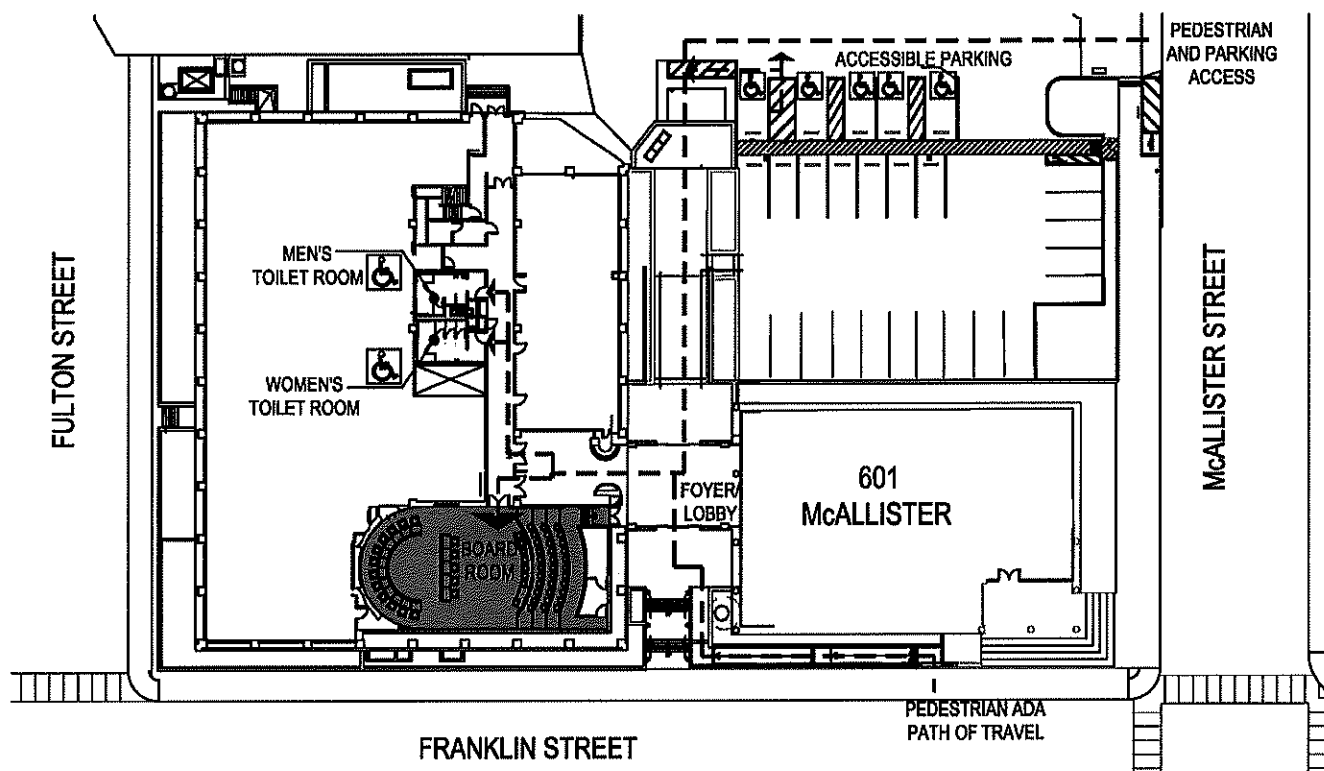 PEDESTRIAN
AND PARKING
ACCESS
ACCESSIBLE PARKING
MEN'S
TOILET ROOM
WOMEN'S
TOILET ROOM
FULTON STREET
McALLISTER STREET
601
McALLISTER
FOYER/
LOBBY
BOARD
ROOM
PEDESTRIAN ADA
PATH OF TRAVEL
FRANKLIN STREET